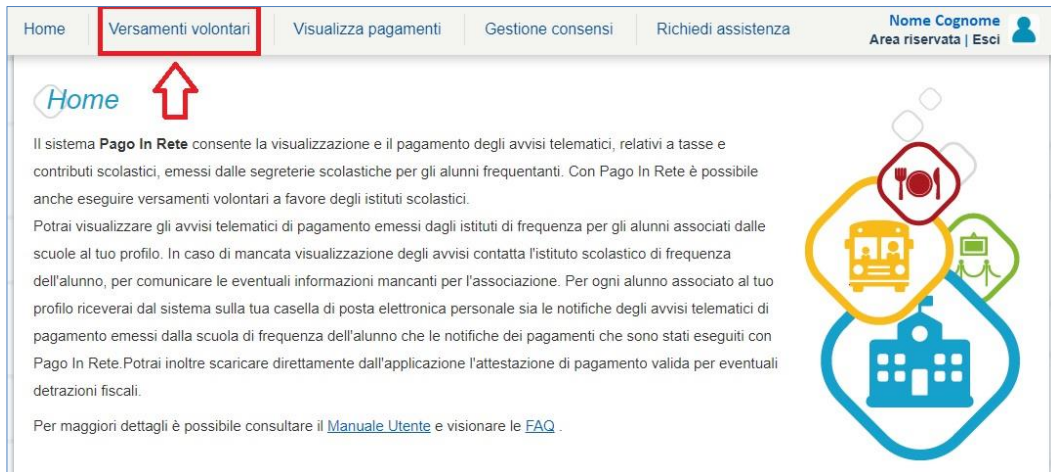 Home Versamenti volontari Visualizza pagamenti Gestione consensi Richiedi assistenza Nome Cognome
Area riservata | Esci
Home
Il sistema Pago In Rete consente la visualizzazione e il pagamento degli avvisi telematici, relativi a tasse e
contributi scolastici, emessi dalle segreterie scolastiche per gli alunni frequentanti. Con Pago In Rete è possibile
anche eseguire versamenti volontari a favore degli istituti scolastici.
Potrai visualizzare gli avvisi telematici di pagamento emessi dagli istituti di frequenza per gli alunni associati dalle
scuole al tuo profilo. In caso di mancata visualizzazione degli avvisi contatta l'istituto scolastico di frequenza
dell'alunno, per comunicare le eventuali informazioni mancanti per l'associazione. Per ogni alunno associato al tuo
profilo riceverai dal sistema sulla tua casella di posta elettronica personale sia le notifiche degli avvisi telematici di
pagamento emessi dalla scuola di frequenza dell'alunno che le notifiche dei pagamenti che sono stati eseguiti con
Pago In Rete.Potrai inoltre scaricare direttamente dall'applicazione l'attestazione di pagamento valida per eventuali
detrazioni fiscali.
Per maggiori dettagli è possibile consultare il Manuale Utente e visionare le FAQ .